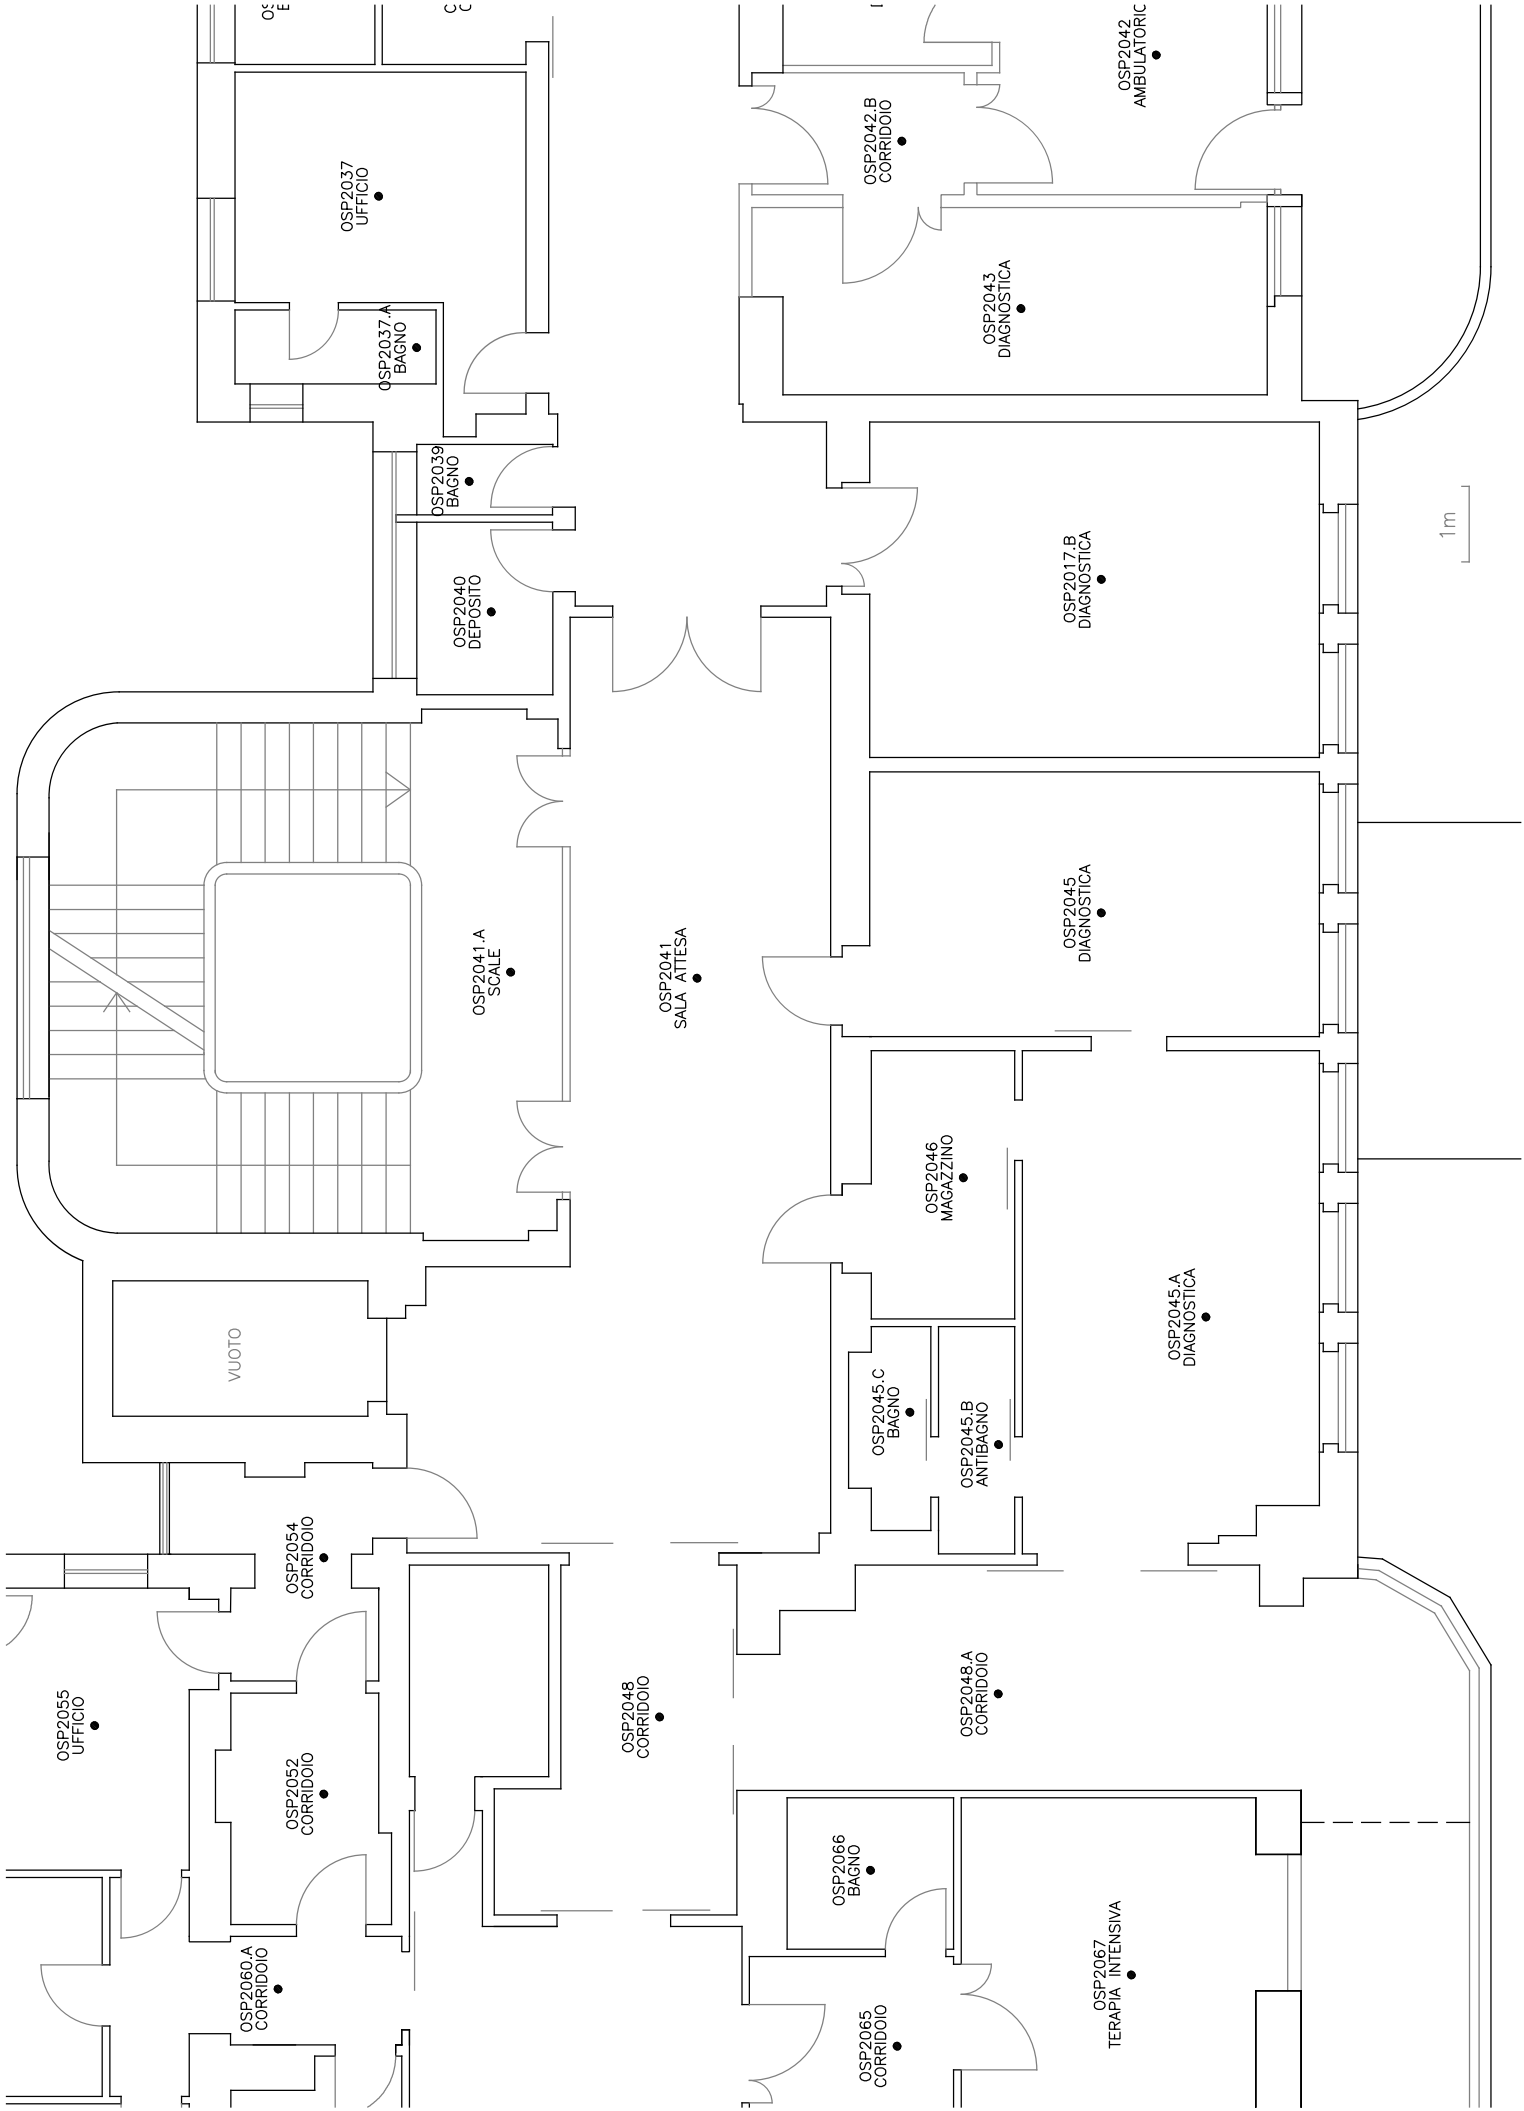 OSP2042
AMBULATORIO
OSP2042.B
CORRIDOIO
OSP2037
UFFICIO
OSP2043
DIAGNOSTICA
OSP2037.A
BAGNO
OSP2039
BAGNO
OSP2040
DEPOSITO
OSP2017.B
DIAGNOSTICA
1m
OSP2045
DIAGNOSTICA
OSP2041.A
SCALE
OSP2041
SALA ATTESA
OSP2046
MAGAZZINO
OSP2045.A
DIAGNOSTICA
VUOTO
OSP2045.C
BAGNO
OSP2045.B
ANTIBAGNO
OSP2054
CORRIDOIO
OSP2055
UFFICIO
OSP2048
CORRIDOIO
OSP2048.A
CORRIDOIO
OSP2052
CORRIDOIO
OSP2066
BAGNO
OSP2060.A
CORRIDOIO
OSP2067
TERAPIA INTENSIVA
OSP2065
CORRIDOIO